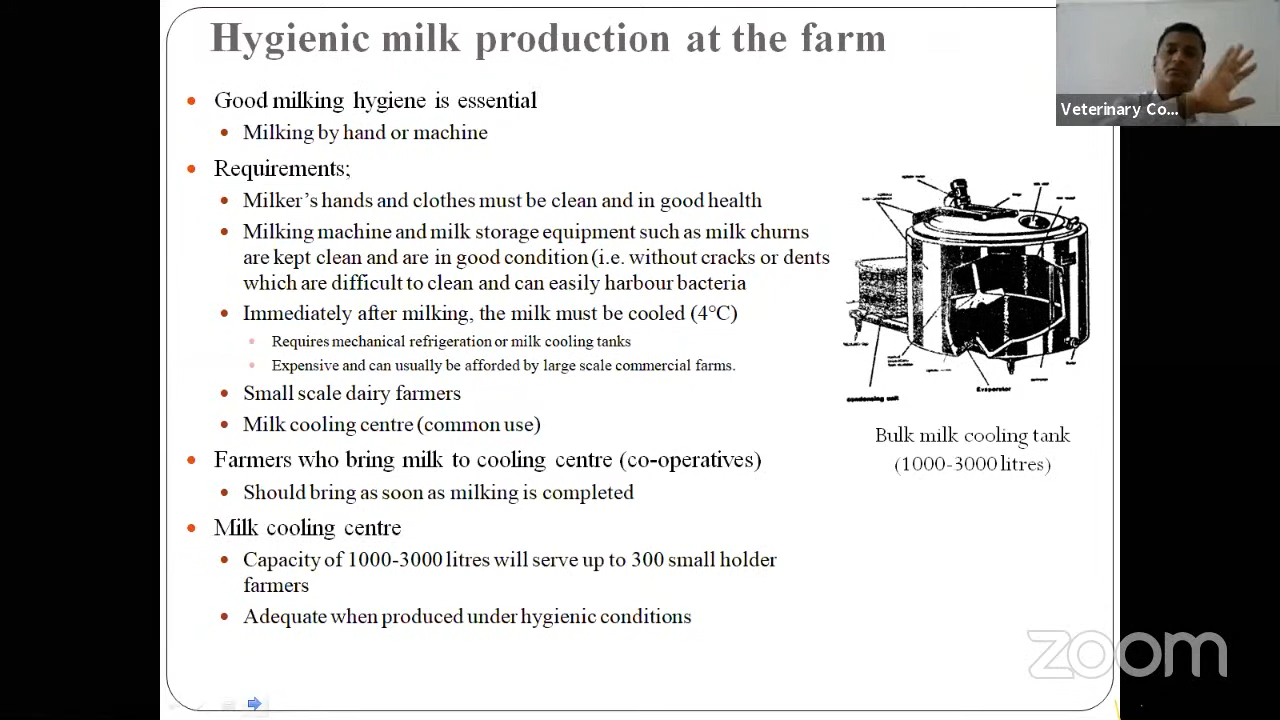 Hygienic milk production at the farm
Veterinary Co...
• Good milking hygiene is essential
• Milking by hand or machine
• Requirements;
• Milker's hands and clothes must be clean and in good health
• Milking machine and milk storage equipment such as milk churns
are kept clean and are in good condition (i.e. without cracks or dents
which are difficult to clean and can easily harbour bacteria
• Immediately after milking, the milk must be cooled (4°C)
• Requires mechanical refrigeration or milk cooling tanks
• Expensive and can usually be afforded by large scale commercial farms.
• Small scale dairy farmers
• Milk cooling centre (common use)
• Farmers who bring milk to cooling centre (co-operatives)
• Should bring as soon as milking is completed
• Milk cooling centre
• Capacity of 1000-3000 litres will serve up to 300 small holder
farmers
• Adequate when produced under hygienic conditions
Evaporator
condensing unit
Bulk milk cooling tank
(1000-3000 litres)
zoom